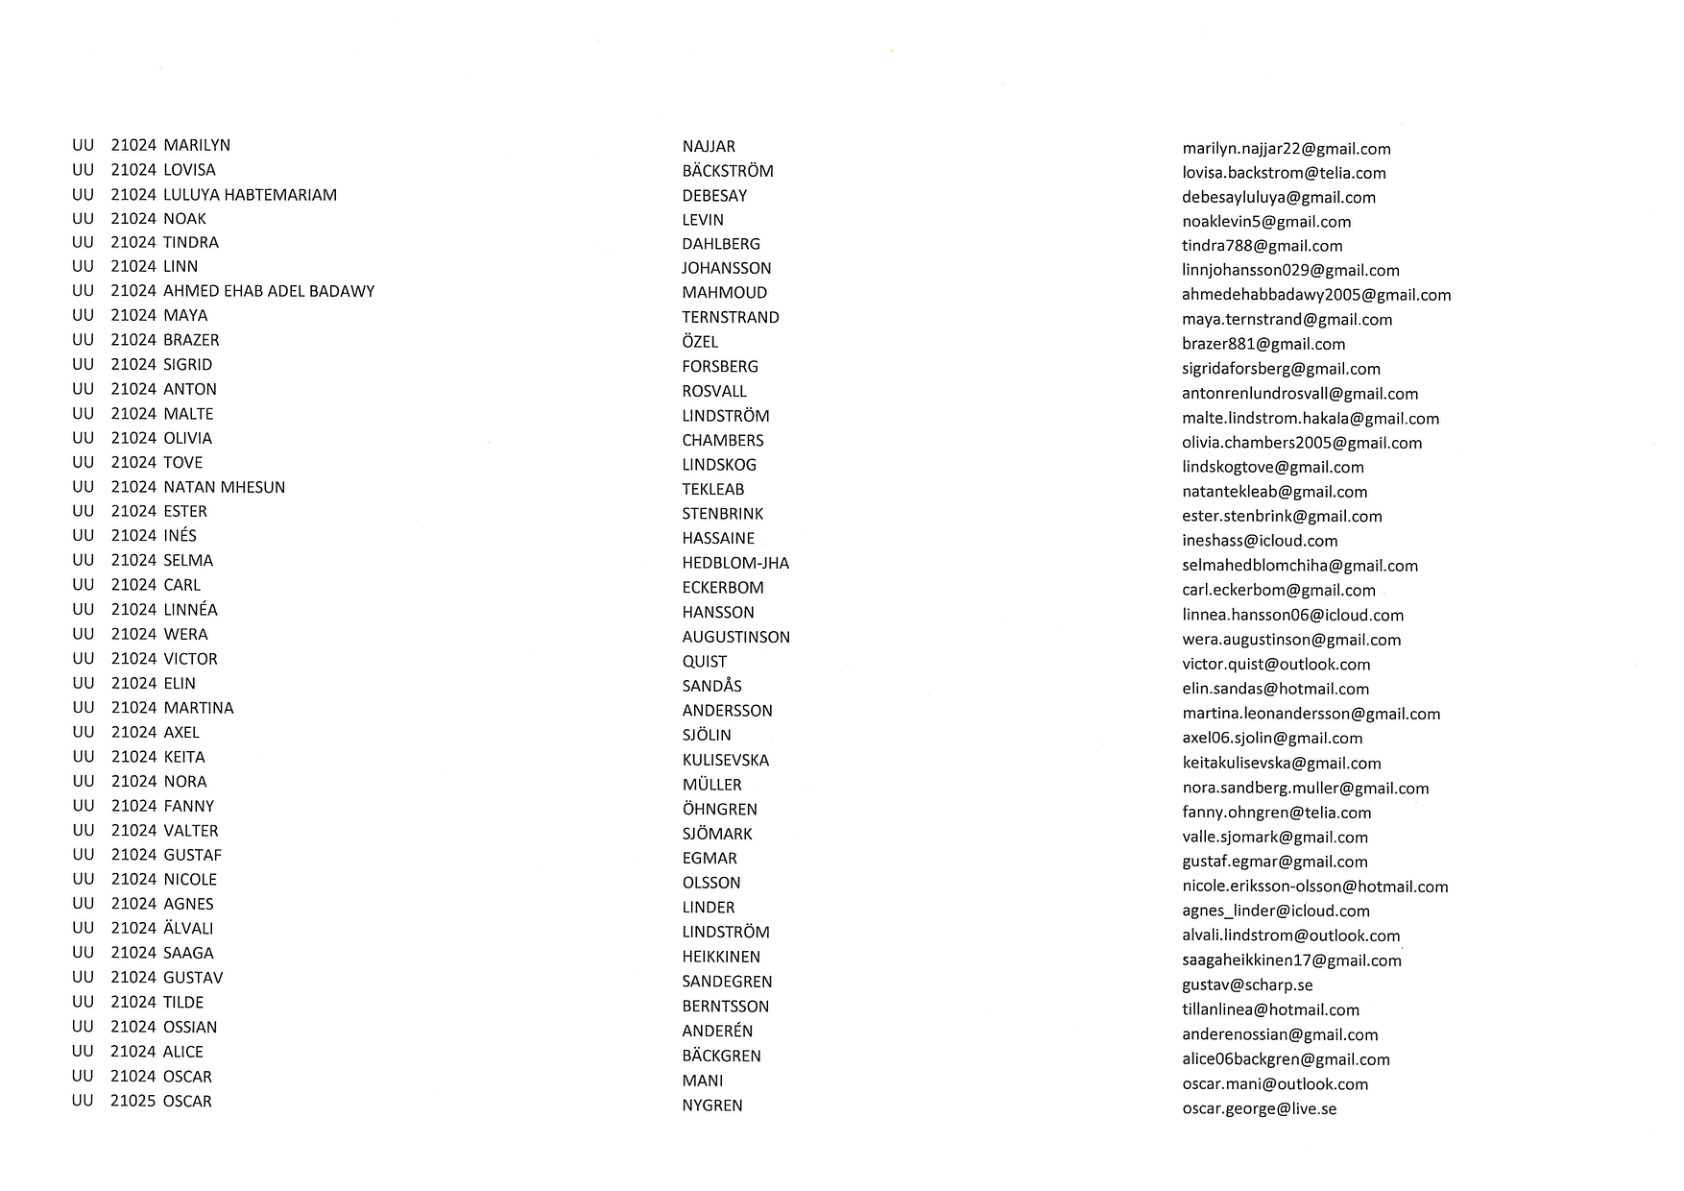 UU 21024 MARILYN NAJJAR marilyn.najjar22@gmail.com
UU 21024 LOVISA BÄCKSTRÖM lovisa.backstrom@telia.com
UU 21024 LULUYA HABTEMARIAM DEBESAY debesayluluya@gmail.com
UU 21024 NOAK LEVIN noaklevin5@gmail.com
UU 21024 TINDRA DAHLBERG tindra788@gmail.com
UU 21024 LINN JOHANSSON linnjohansson029@gmail.com
UU 21024 AHMED EHAB ADEL BADAWY MAHMOUD ahmedehabbadawy2005@gmail.com
UU 21024 MAYA TERNSTRAND maya.ternstrand@gmail.com
UU 21024 BRAZER ÖZEL brazer881@gmail.com
UU 21024 SIGRID FORSBERG sigridaforsberg@gmail.com
UU 21024 ANTON ROSVALL antonrenlundrosvall@gmail.com
UU 21024 MALTE LINDSTRÖM malte.lindstrom.hakala@gmail.com
UU 21024 OLIVIA CHAMBERS olivia.chambers2005@gmail.com
UU 21024 TOVE LINDSKOG lindskogtove@gmail.com
UU 21024 NATAN MHESUN TEKLEAB natantekleab@gmail.com
UU 21024 ESTER STENBRINK ester.stenbrink@gmail.com
UU 21024 INÉS HASSAINE ineshass@icloud.com
UU 21024 SELMA HEDBLOM-JHA selmahedblomchiha@gmail.com
UU 21024 CARL ECKERBOM carl.eckerbom@gmail.com
UU 21024 LINNÉA HANSSON linnea.hansson06@icloud.com
UU 21024 WERA AUGUSTINSON wera.augustinson@gmail.com
UU 21024 VICTOR QUIST victor.quist@outlook.com
UU 21024 ELIN SANDÅS elin.sandas@hotmail.com
UU 21024 MARTINA ANDERSSON martina.leonandersson@gmail.com
UU 21024 AXEL SJÖLIN axel06.sjolin@gmail.com
UU 21024 KEITA KULISEVSKA keitakulisevska@gmail.com
UU 21024 NORA MÜLLER nora.sandberg.muller@gmail.com
UU 21024 FANNY ÖHNGREN fanny.ohngren@telia.com
UU 21024 VALTER SJÖMARK valle.sjomark@gmail.com
UU 21024 GUSTAF EGMAR gustaf.egmar@gmail.com
UU 21024 NICOLE OLSSON nicole.eriksson-olsson@hotmail.com
UU 21024 AGNES LINDER agnes_linder@icloud.com
UU 21024 ÄLVALI LINDSTRÖM alvali.lindstrom@outlook.com
UU 21024 SAAGA HEIKKINEN saagaheikkinen17@gmail.com
UU 21024 GUSTAV SANDEGREN gustav@scharp.se
UU 21024 TILDE BERNTSSON tillanlinea@hotmail.com
UU 21024 OSSIAN ANDERÉN anderenossian@gmail.com
UU 21024 ALICE BÄCKGREN alice06backgren@gmail.com
UU 21024 OSCAR MANI oscar.mani@outlook.com
UU 21025 OSCAR NYGREN oscar.george@live.se